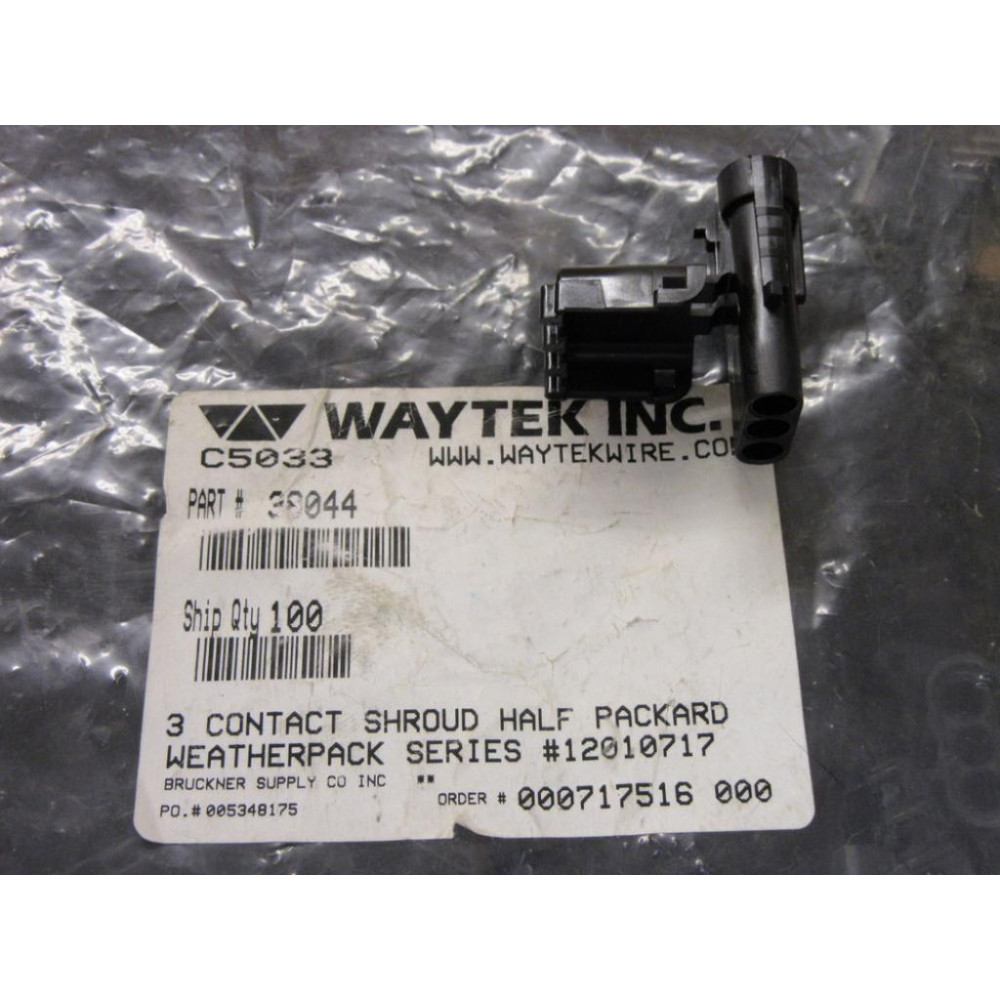 WAYTEK INC.
C5033 WWW.WAYTEKWIRE.CO
PART # 38044
Ship Qty 100
3 CONTACT SHROUD HALF PACKARD
WEATHERPACK SERIES #12010717
BRUCKNER SUPPLY CO INC **
ORDER # 000717516 000
PO.# 005348175